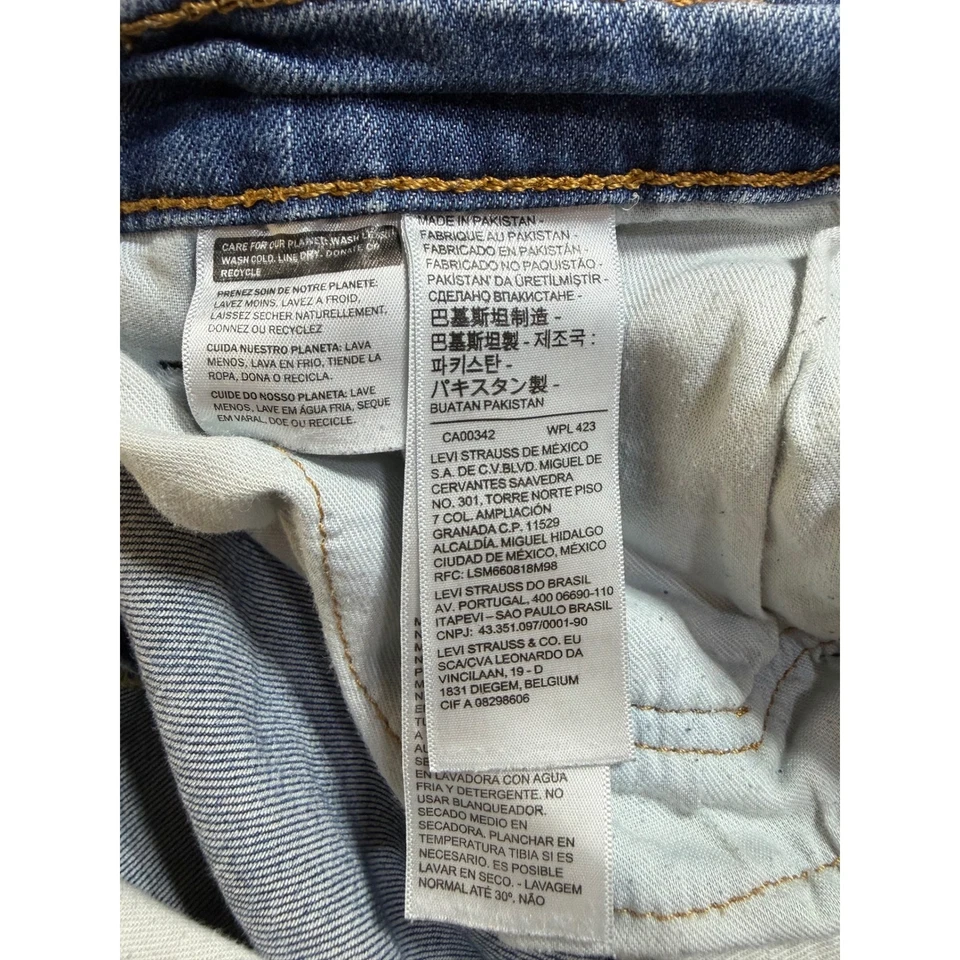 CARE FOR OUR PLANET: WASH
WASH COLD. LINE DRY. DONATE OR
RECYCLE
PRENEZ SOIN DE NOTRE PLANETE:
LAVEZ MOINS, LAVEZ A FROID,
LAISSEZ SECHER NATURELLEMENT,
DONNEZ OU RECYCLEZ
CUIDA NUESTRO PLANETA: LAVA
MENOS, LAVA EN FRIO, TIENDE LA
ROPA, DONA O RECICLA.
CUIDE DO NOSSO PLANETA: LAVE
MENOS, LAVE EM ÁGUA FRIA, SEQUE
EM VARAL, DOE OU RECICLE.
MADE IN PAKISTAN -
FABRIQUE AU PAKISTAN -
FABRICADO EN PAKISTÁN -
FABRICADO NO PAQUISTÃO -
PAKISTAN' DA ÜRETİLMİŞTİR -
СДЕЛАНО ВПАКИСТАНЕ -
巴基斯坦制造 -
巴基斯坦製 - 제조국 :
파키스탄 -
パキスタン製 -
BUATAN PAKISTAN
CA00342 WPL 423
LEVI STRAUSS DE MÉXICO
S.A. DE C.V.BLVD. MIGUEL DE
CERVANTES SAAVEDRA
NO. 301, TORRE NORTE PISO
7 COL. AMPLIACIÓN
GRANADA C.P. 11529
ALCALDÍA. MIGUEL HIDALGO
CIUDAD DE MÉXICO, MÉXICO
RFC: LSM660818M98
LEVI STRAUSS DO BRASIL
AV. PORTUGAL, 400 06690-110
ITAPEVI – SAO PAULO BRASIL
CNPJ: 43.351.097/0001-90
LEVI STRAUSS & CO. EU
SCA/CVA LEONARDO DA
VINCILAAN, 19 - D
1831 DIEGEM, BELGIUM
CIF A 08298606
EN LAVADORA CON AGUA
FRIA Y DETERGENTE. NO
USAR BLANQUEADOR.
SECADO MEDIO EN
SECADORA. PLANCHAR EN
TEMPERATURA TIBIA SI ES
NECESARIO. ES POSIBLE
LAVAR EN SECO. - LAVAGEM
NORMAL ATÉ 30º, NÃO